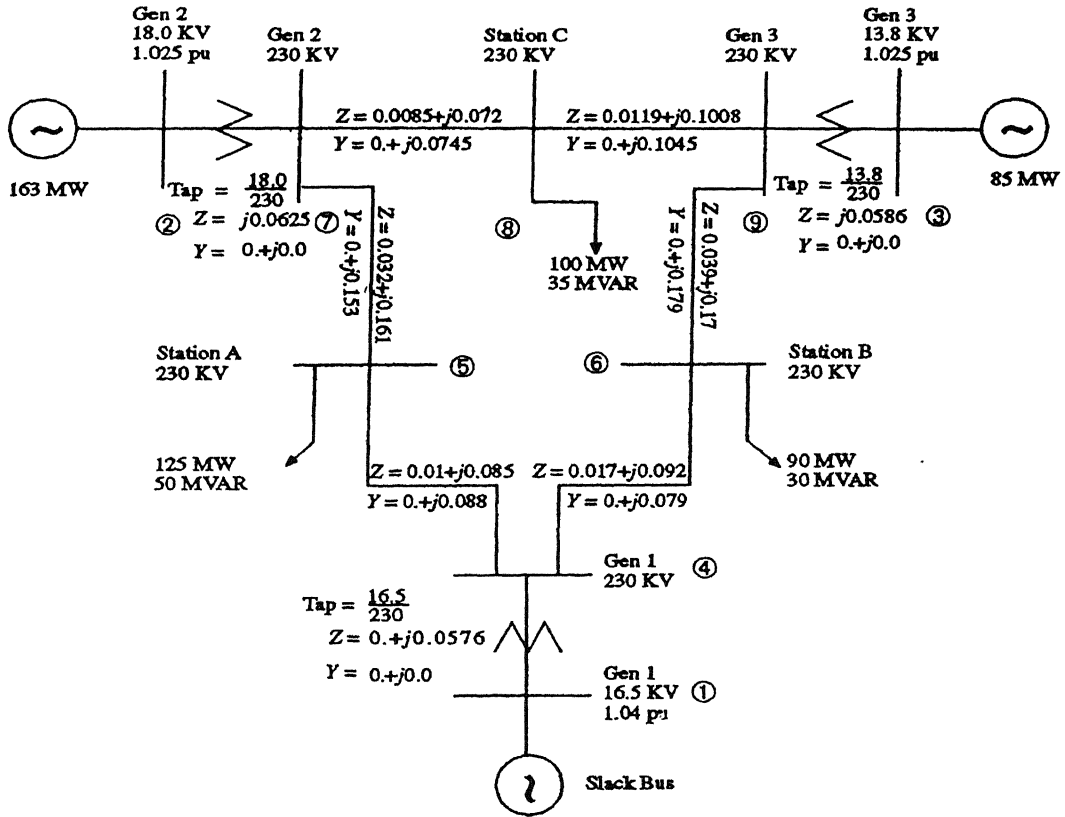 Gen 2
18.0 KV
1.025 pu
Gen 2
230 KV
Station C
230 KV
Gen 3
230 KV
Gen 3
13.8 KV
1.025 pu
Z = 0.0085+j0.072
Y = 0.+j0.0745
Z = 0.0119+j0.1008
Y = 0.+j0.1045
~
163 MW
~
85 MW
Tap = 18.0/230
Z = j0.0625
Y = 0.+j0.0
②
⑦
Z = 0.032+j0.161
Y = 0.+j0.153
⑧
100 MW
35 MVAR
⑨
Z = 0.039+j0.17
Y = 0.+j0.179
Tap = 13.8/230
Z = j0.0586
Y = 0.+j0.0
③
Station A
230 KV
⑤
⑥
Station B
230 KV
125 MW
50 MVAR
90 MW
30 MVAR
Z = 0.01+j0.085
Y = 0.+j0.088
Z = 0.017+j0.092
Y = 0.+j0.079
Gen 1
230 KV
④
Tap = 16.5/230
Z = 0.+j0.0576
Y = 0.+j0.0
Gen 1
16.5 KV
1.04 pu
①
~
Slack Bus